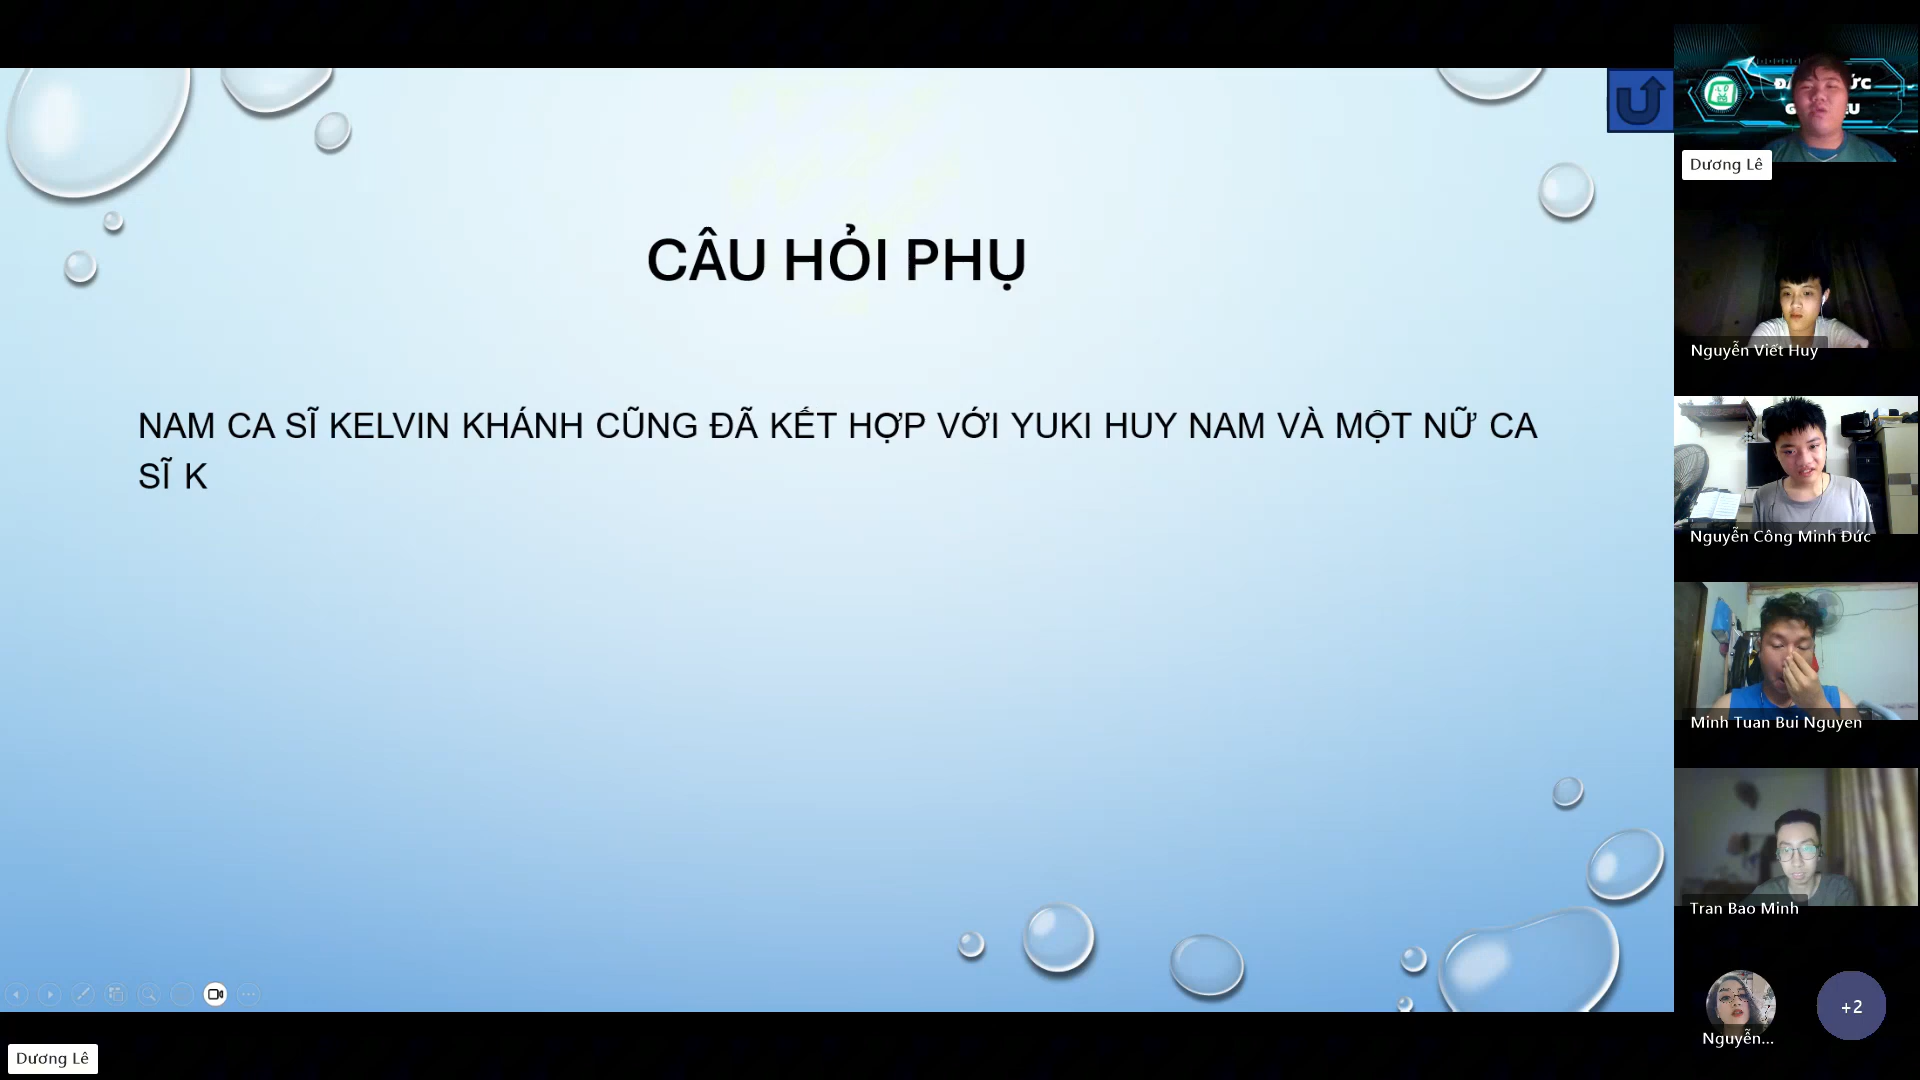 CÂU HỎI PHỤ
NAM CA SĨ KELVIN KHÁNH CŨNG ĐÃ KẾT HỢP VỚI YUKI HUY NAM VÀ MỘT NỮ CA
SĨ K
Dương Lê
Nguyễn Viết Huy
Nguyễn Công Minh Đức
Minh Tuan Bui Nguyen
Tran Bao Minh
Nguyễn...
+2
Dương Lê